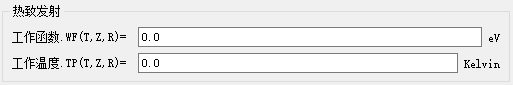 热致发射
工作函数.WF(T,Z,R)= 0.0 eV
工作温度.TP(T,Z,R)= 0.0 Kelvin